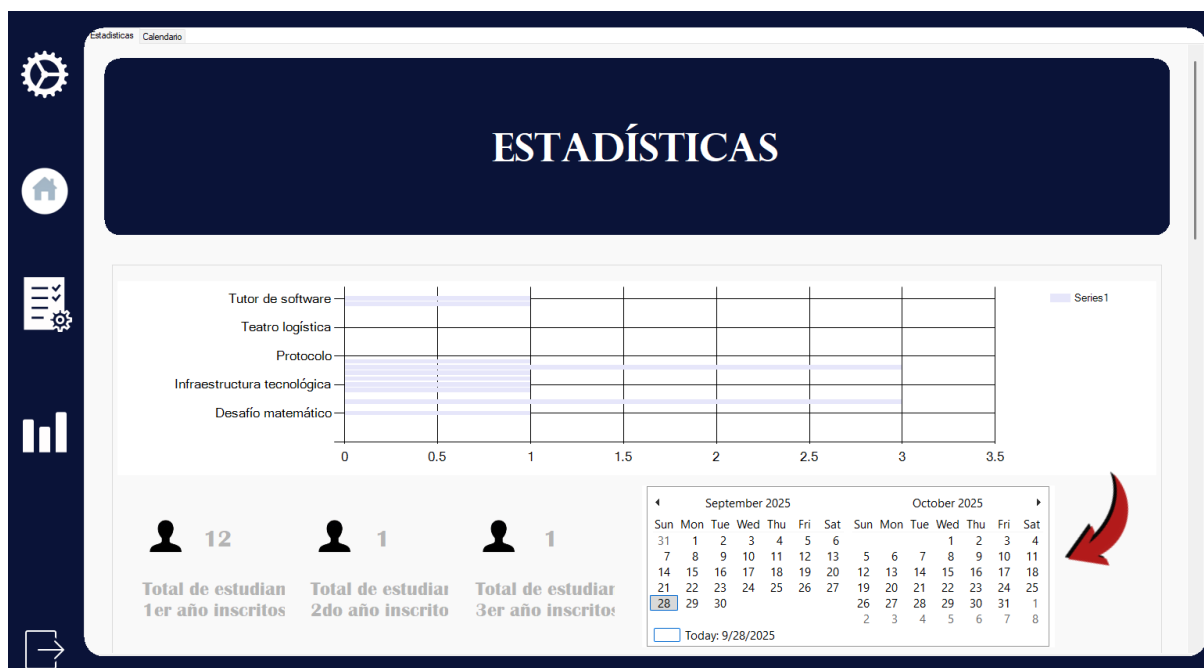 Estadisticas Calendario
ESTADÍSTICAS
Tutor de software
Teatro logística
Protocolo
Infraestructura tecnológica
Desafío matemático
0 0.5 1 1.5 2 2.5 3 3.5
Series1
12
Total de estudian
1er año inscritos
1
Total de estudiar
2do año inscrito
1
Total de estudiar
3er año inscritos
September 2025
Sun Mon Tue Wed Thu Fri Sat
31 1 2 3 4 5 6
7 8 9 10 11 12 13
14 15 16 17 18 19 20
21 22 23 24 25 26 27
28 29 30
October 2025
Sun Mon Tue Wed Thu Fri Sat
1 2 3 4
5 6 7 8 9 10 11
12 13 14 15 16 17 18
19 20 21 22 23 24 25
26 27 28 29 30 31 1
2 3 4 5 6 7 8
Today: 9/28/2025